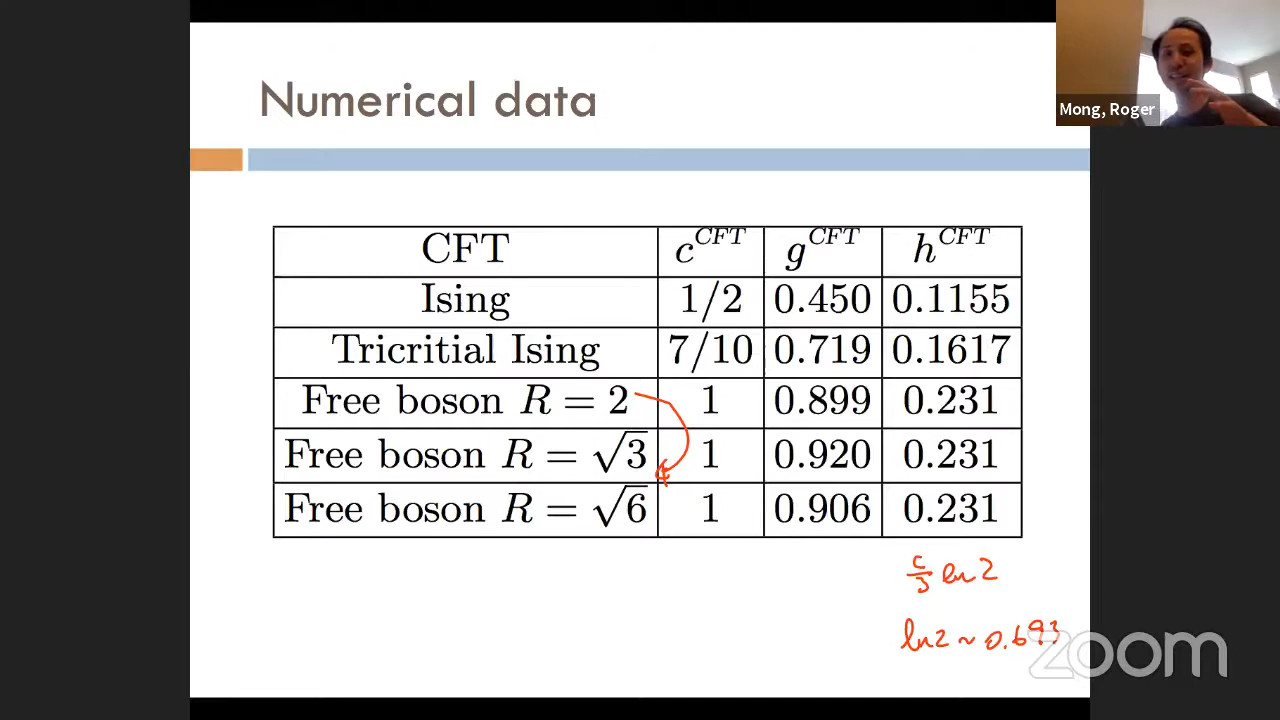 Numerical data
Mong, Roger
CFT c^{CFT} g^{CFT} h^{CFT}
Ising 1/2 0.450 0.1155
Tricritial Ising 7/10 0.719 0.1617
Free boson R = 2 1 0.899 0.231
Free boson R = √3 1 0.920 0.231
Free boson R = √6 1 0.906 0.231
c/3 ln 2
ln2 ~ 0.693
zoom